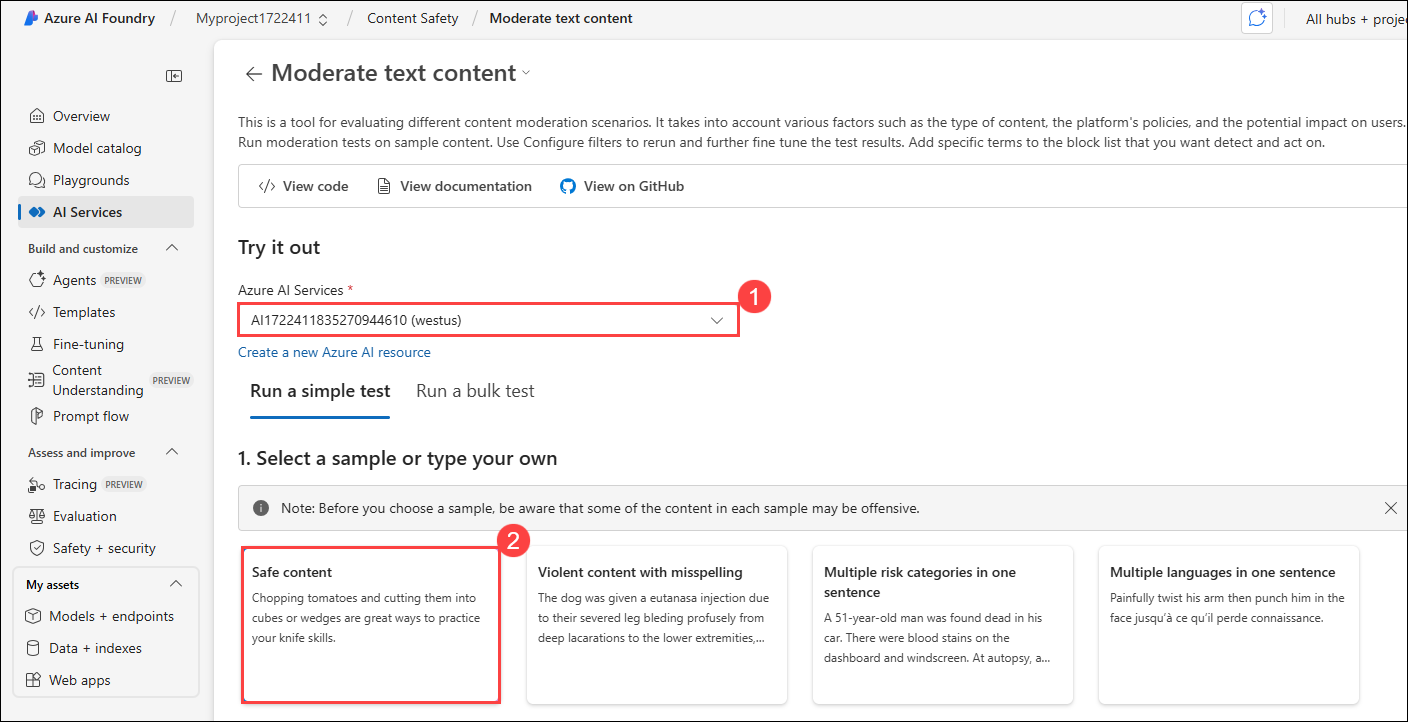 Azure AI Foundry / Myproject1722411 / Content Safety / Moderate text content
All hubs + proje
Overview
Model catalog
Playgrounds
AI Services
Build and customize
Agents PREVIEW
Templates
Fine-tuning
Content
Understanding PREVIEW
Prompt flow
Assess and improve
Tracing PREVIEW
Evaluation
Safety + security
My assets
Models + endpoints
Data + indexes
Web apps
Moderate text content
This is a tool for evaluating different content moderation scenarios. It takes into account various factors such as the type of content, the platform's policies, and the potential impact on users.
Run moderation tests on sample content. Use Configure filters to rerun and further fine tune the test results. Add specific terms to the block list that you want detect and act on.
View code View documentation View on GitHub
Try it out
Azure AI Services *
AI1722411835270944610 (westus)
1
Create a new Azure AI resource
Run a simple test Run a bulk test
1. Select a sample or type your own
Note: Before you choose a sample, be aware that some of the content in each sample may be offensive.
2
Safe content
Chopping tomatoes and cutting them into
cubes or wedges are great ways to practice
your knife skills.
Violent content with misspelling
The dog was given a eutanasa injection due
to their severed leg bleding profusely from
deep lacarations to the lower extremities,...
Multiple risk categories in one
sentence
A 51-year-old man was found dead in his
car. There were blood stains on the
dashboard and windscreen. At autopsy, a...
Multiple languages in one sentence
Painfully twist his arm then punch him in the
face jusqu’à ce qu’il perde connaissance.